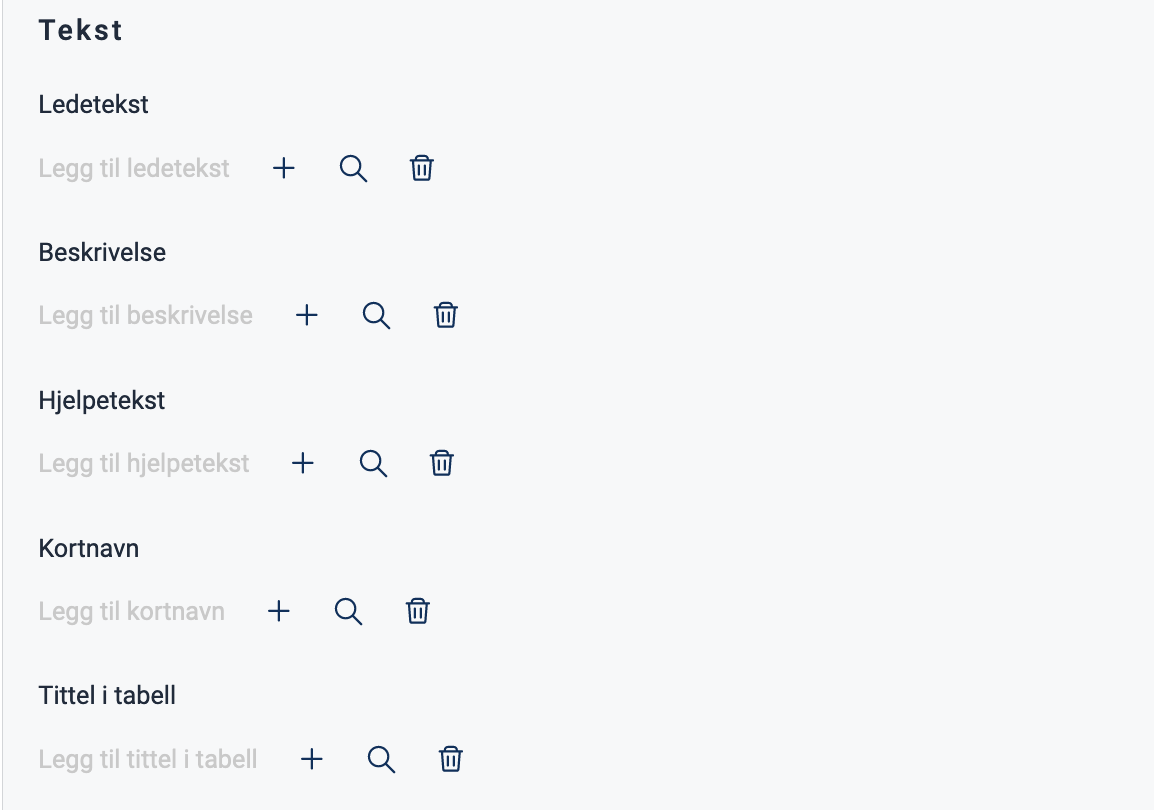 Tekst
Ledetekst
Legg til ledetekst
Beskrivelse
Legg til beskrivelse
Hjelpetekst
Legg til hjelpetekst
Kortnavn
Legg til kortnavn
Tittel i tabell
Legg til tittel i tabell